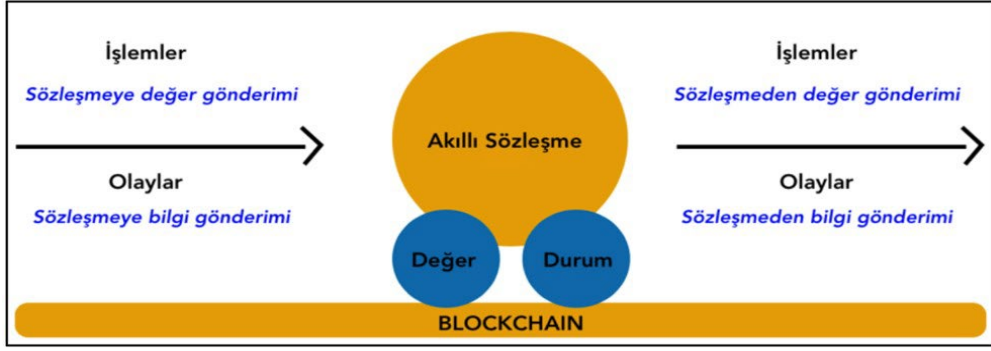 İşlemler
Sözleşmeye değer gönderimi
Olaylar
Sözleşmeye bilgi gönderimi
Akıllı Sözleşme
Değer
Durum
İşlemler
Sözleşmeden değer gönderimi
Olaylar
Sözleşmeden bilgi gönderimi
BLOCKCHAIN